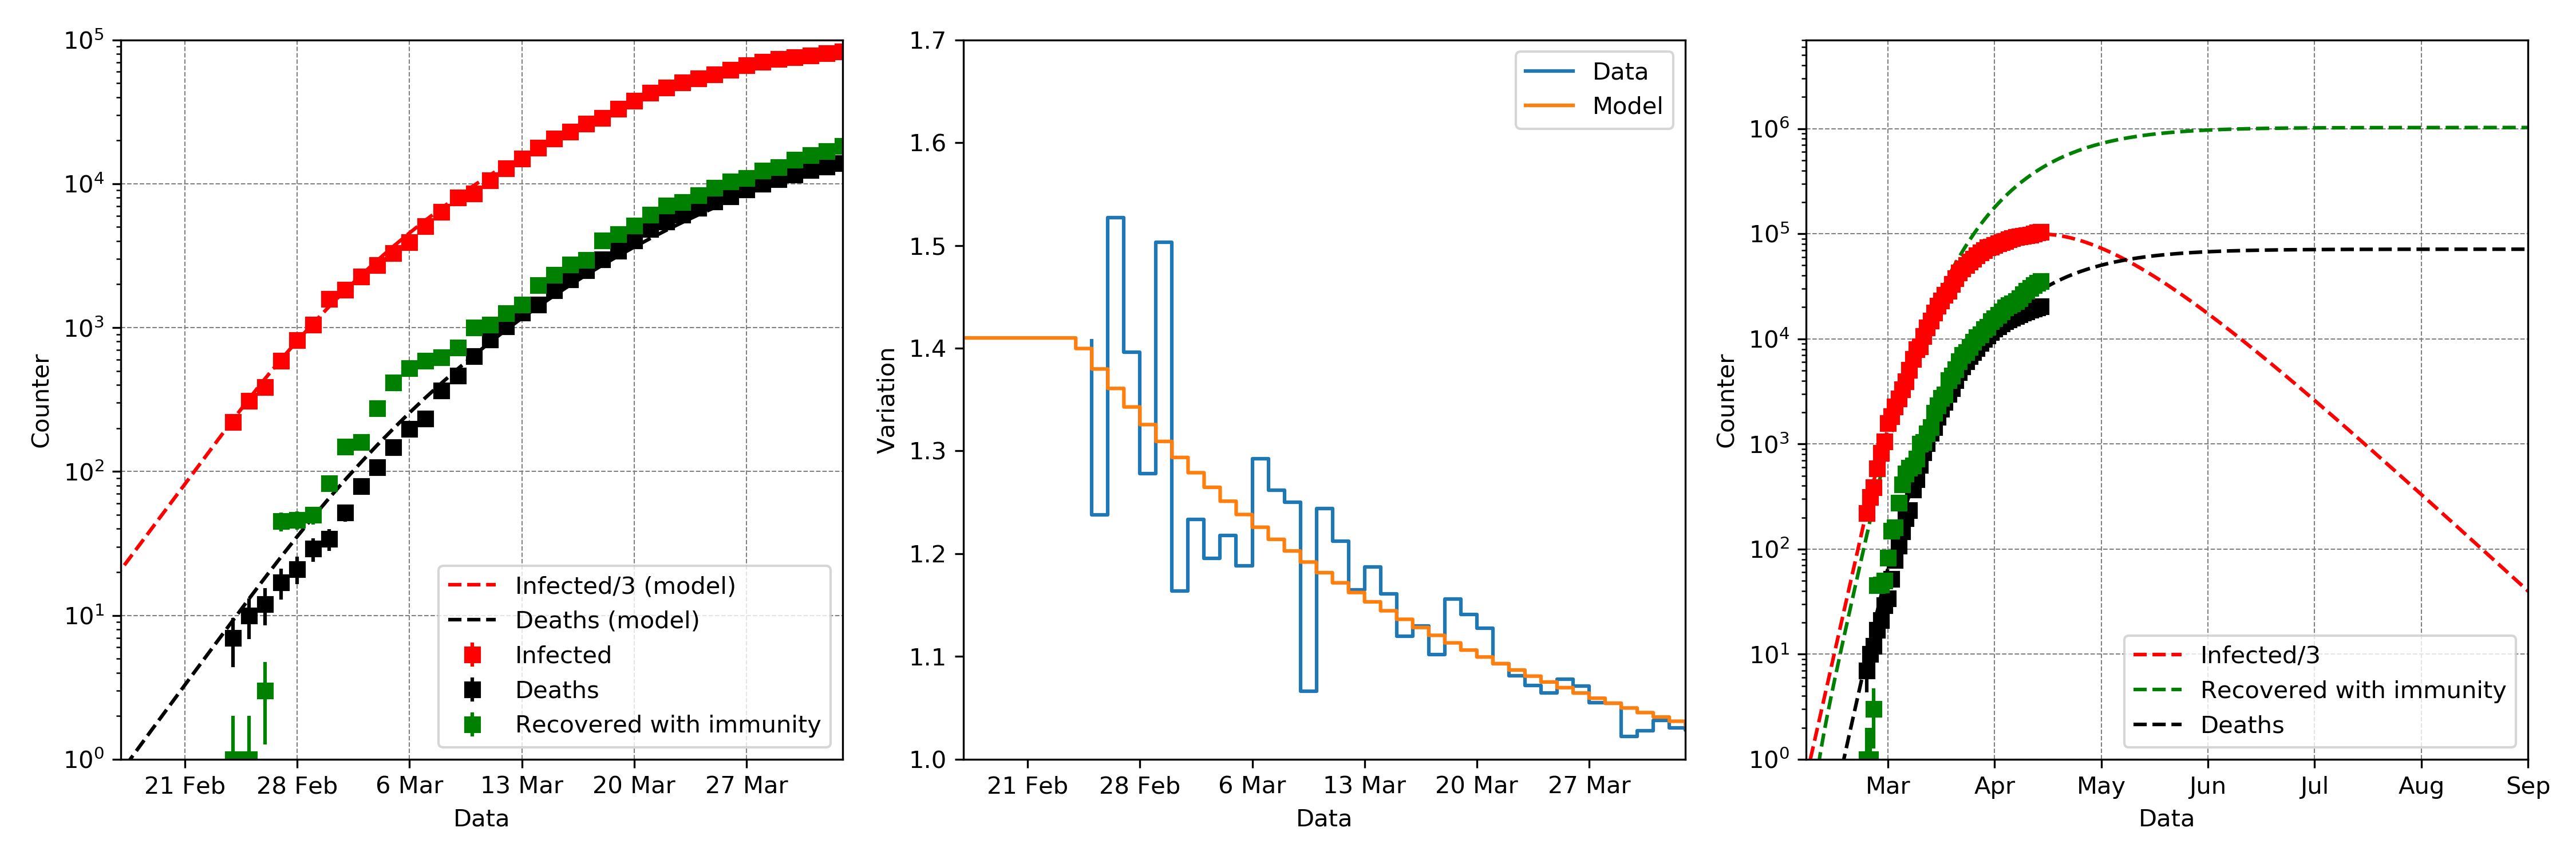 10^5
10^4
10^3
10^2
10^1
10^0
Counter
21 Feb 28 Feb 6 Mar 13 Mar 20 Mar 27 Mar
Data
Infected/3 (model)
Deaths (model)
Infected
Deaths
Recovered with immunity
1.7
1.6
1.5
1.4
1.3
1.2
1.1
1.0
Variation
21 Feb 28 Feb 6 Mar 13 Mar 20 Mar 27 Mar
Data
Data
Model
10^6
10^5
10^4
10^3
10^2
10^1
10^0
Counter
Mar Apr May Jun Jul Aug Sep
Data
Infected/3
Recovered with immunity
Deaths